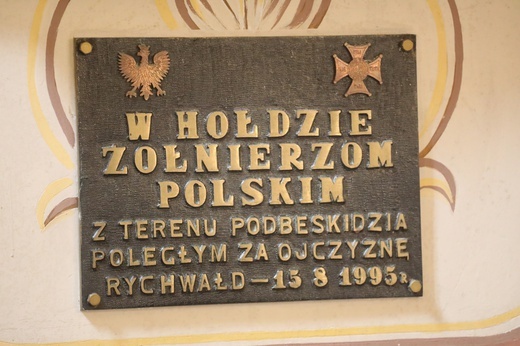 W HOŁDZIE
ŻOŁNIERZOM
POLSKIM
Z TERENU PODBESKIDZIA
POLEGŁYM ZA OJCZYZNĘ
RYCHWAŁD – 15 8 1995 R.